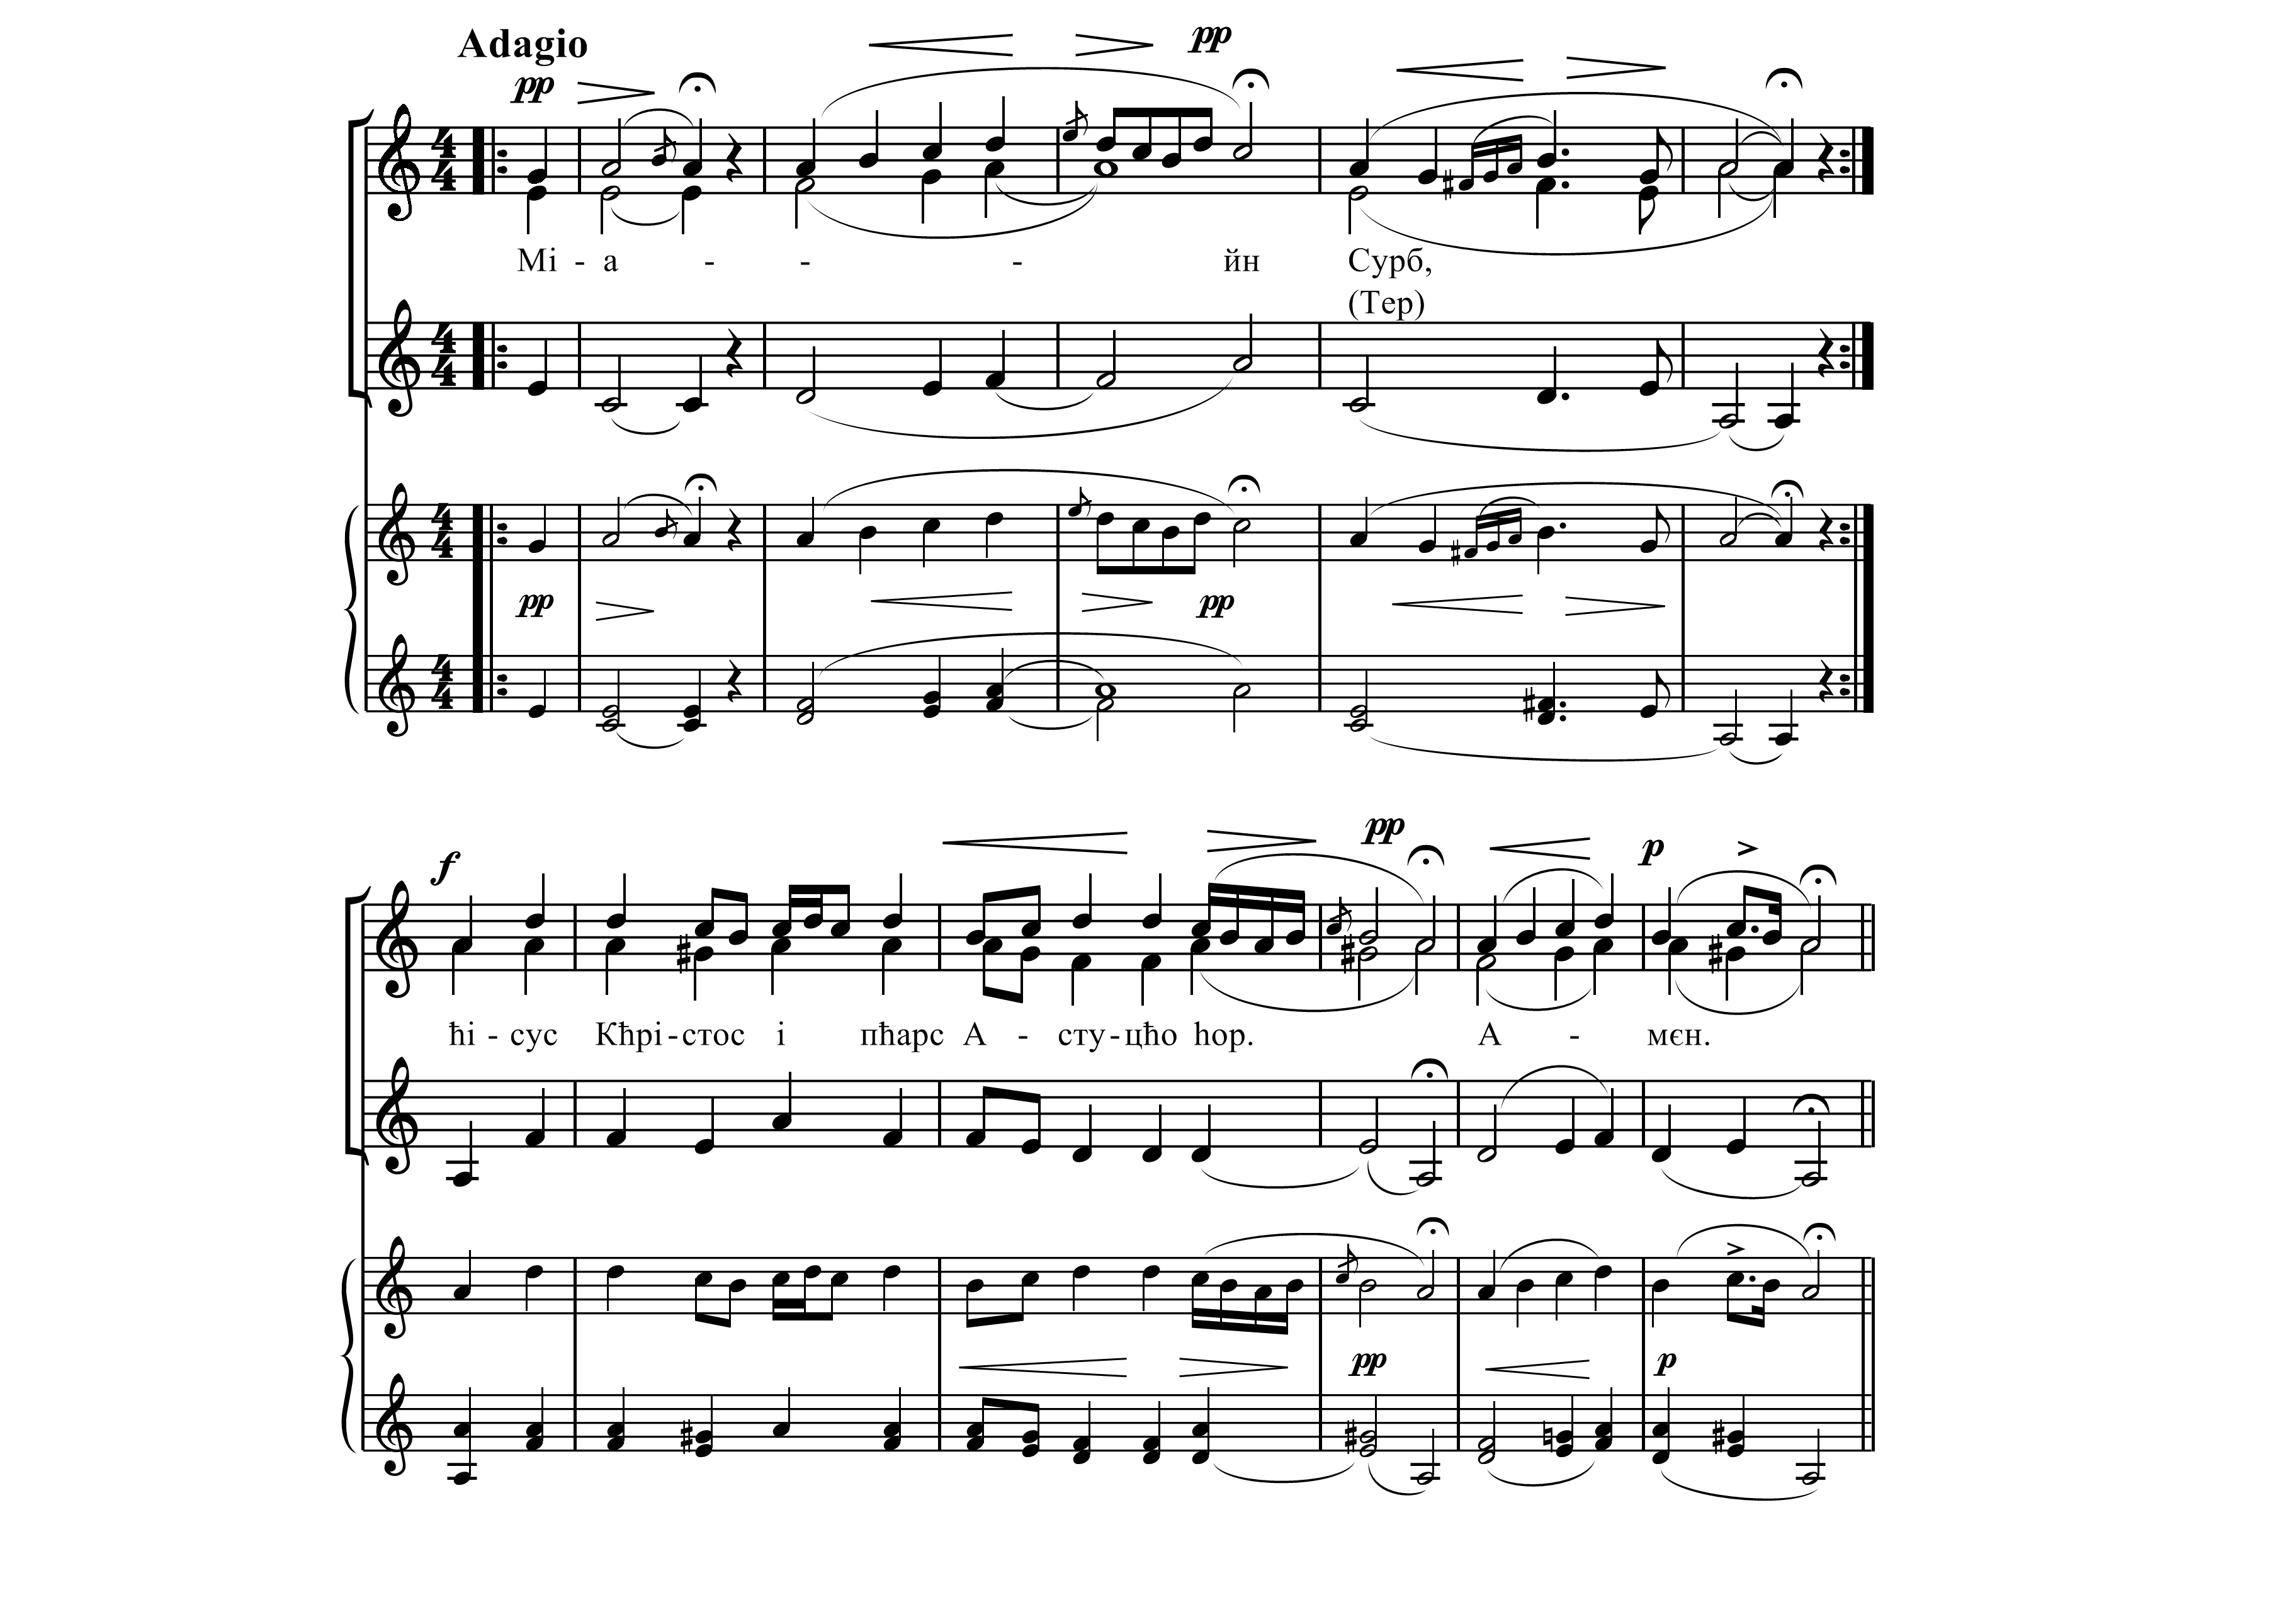 Adagio
pp
pp
Мі - а - - - йн Сурб,
(Тер)
pp pp
f pp p
ћі - сус Кћрі - стос і пћарс А - сту - цћо һор. А - мєн.
pp p